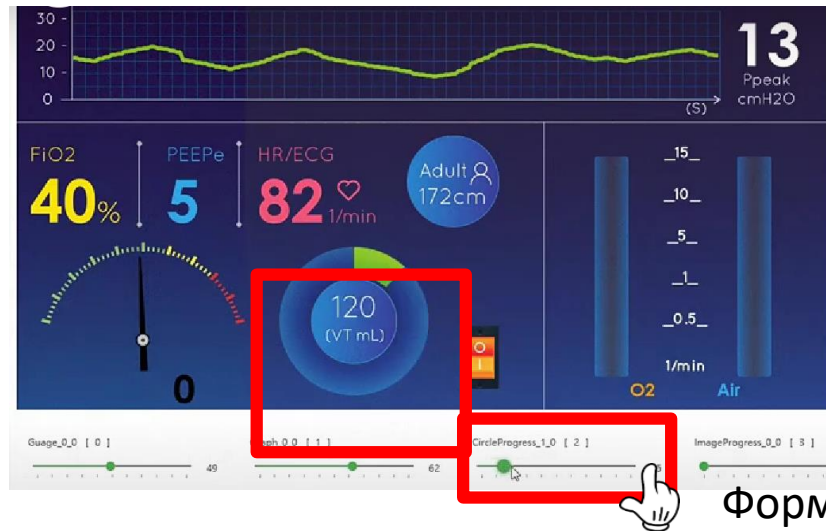 30
20
10
0
(S)
13
Ppeak
cmH2O
FiO2
40%
PEEPe
5
HR/ECG
82 1/min
Adult
172cm
120
(VT mL)
0
O
I
_15_
_10_
_5_
_1_
_0.5_
1/min
O2 Air
Guage_0_0 [ 0 ]
49
62
CircleProgress_1_0 [ 2 ]
ImageProgress_0_0 [ 3 ]
Форм